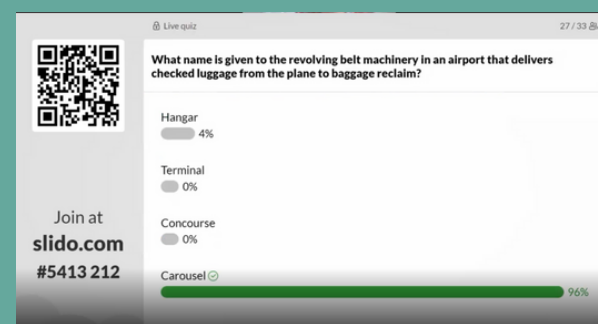 Live quiz
27 / 33
What name is given to the revolving belt machinery in an airport that delivers
checked luggage from the plane to baggage reclaim?
Hangar
4%
Terminal
0%
Concourse
0%
Carousel
96%
Join at
slido.com
#5413 212